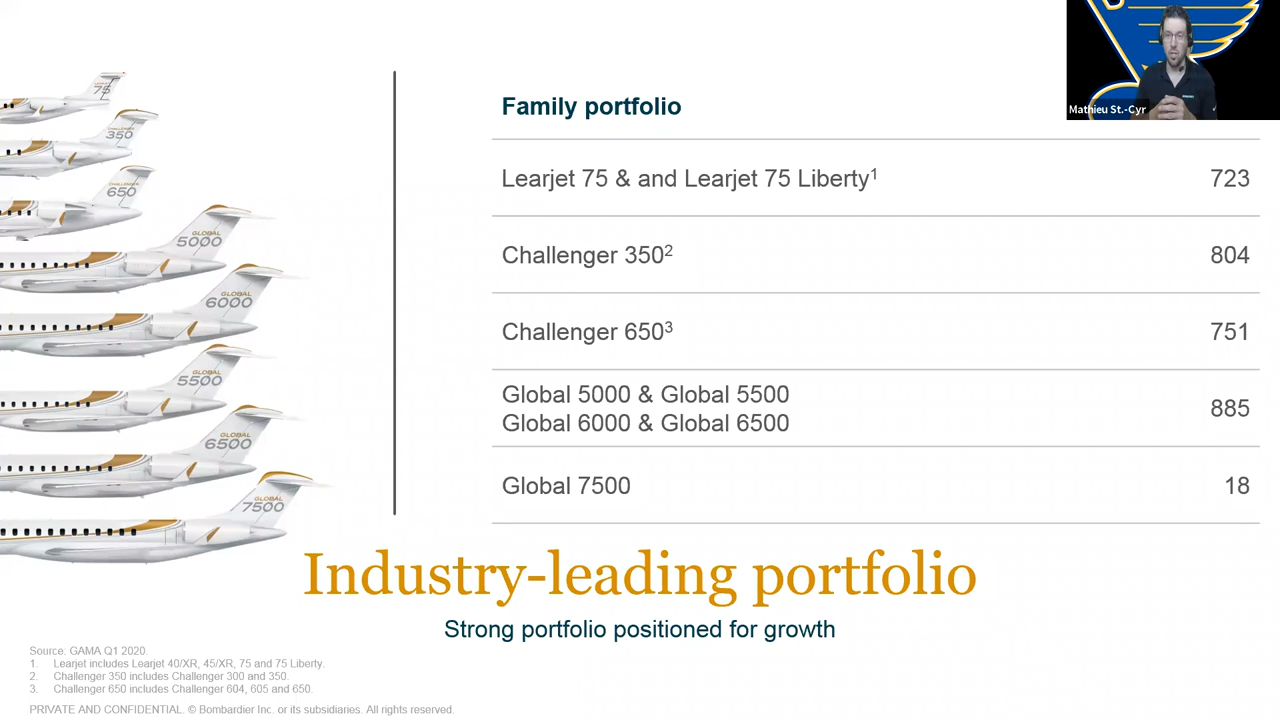 Mathieu St.-Cyr
75
CHALLENGER
350
CHALLENGER
650
GLOBAL
5000
GLOBAL
6000
GLOBAL
5500
GLOBAL
6500
GLOBAL
7500
Family portfolio
Learjet 75 & and Learjet 75 Liberty¹ 723
Challenger 350² 804
Challenger 650³ 751
Global 5000 & Global 5500
Global 6000 & Global 6500 885
Global 7500 18
Industry-leading portfolio
Strong portfolio positioned for growth
Source: GAMA Q1 2020.
1. Learjet includes Learjet 40/XR, 45/XR, 75 and 75 Liberty.
2. Challenger 350 includes Challenger 300 and 350.
3. Challenger 650 includes Challenger 604, 605 and 650.
PRIVATE AND CONFIDENTIAL. © Bombardier Inc. or its subsidiaries. All rights reserved.